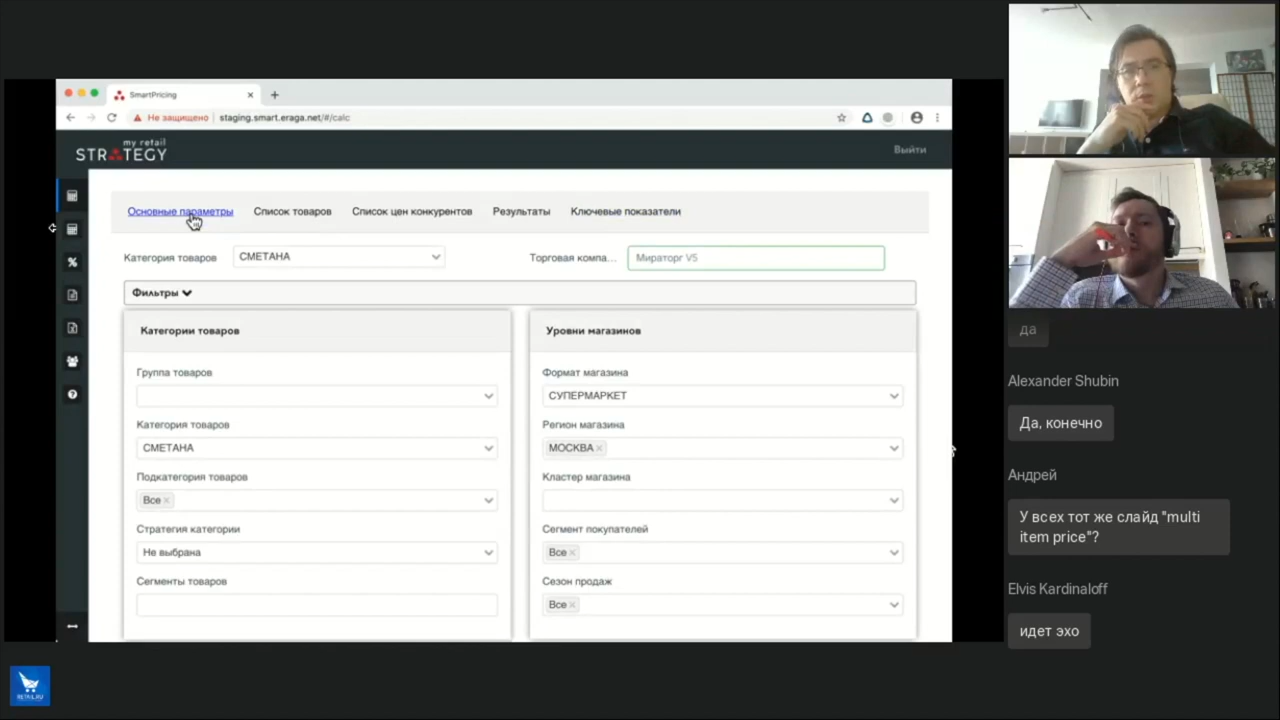 SmartPricing
Не защищено
staging.smart.eraga.net/#/calc
my retail
STRATEGY
Выйти
Основные параметры
Список товаров
Список цен конкурентов
Результаты
Ключевые показатели
Категория товаров
СМЕТАНА
Торговая компа...
Мираторг V5
Фильтры
Категории товаров
Группа товаров
Категория товаров
СМЕТАНА
Подкатегория товаров
Все
Стратегия категории
Не выбрана
Сегменты товаров
Уровни магазинов
Формат магазина
СУПЕРМАРКЕТ
Регион магазина
МОСКВА
Кластер магазина
Сегмент покупателей
Все
Сезон продаж
Все
да
Alexander Shubin
Да, конечно
Андрей
У всех тот же слайд "multi
item price"?
Elvis Kardinaloff
идет эхо
RETAIL.RU